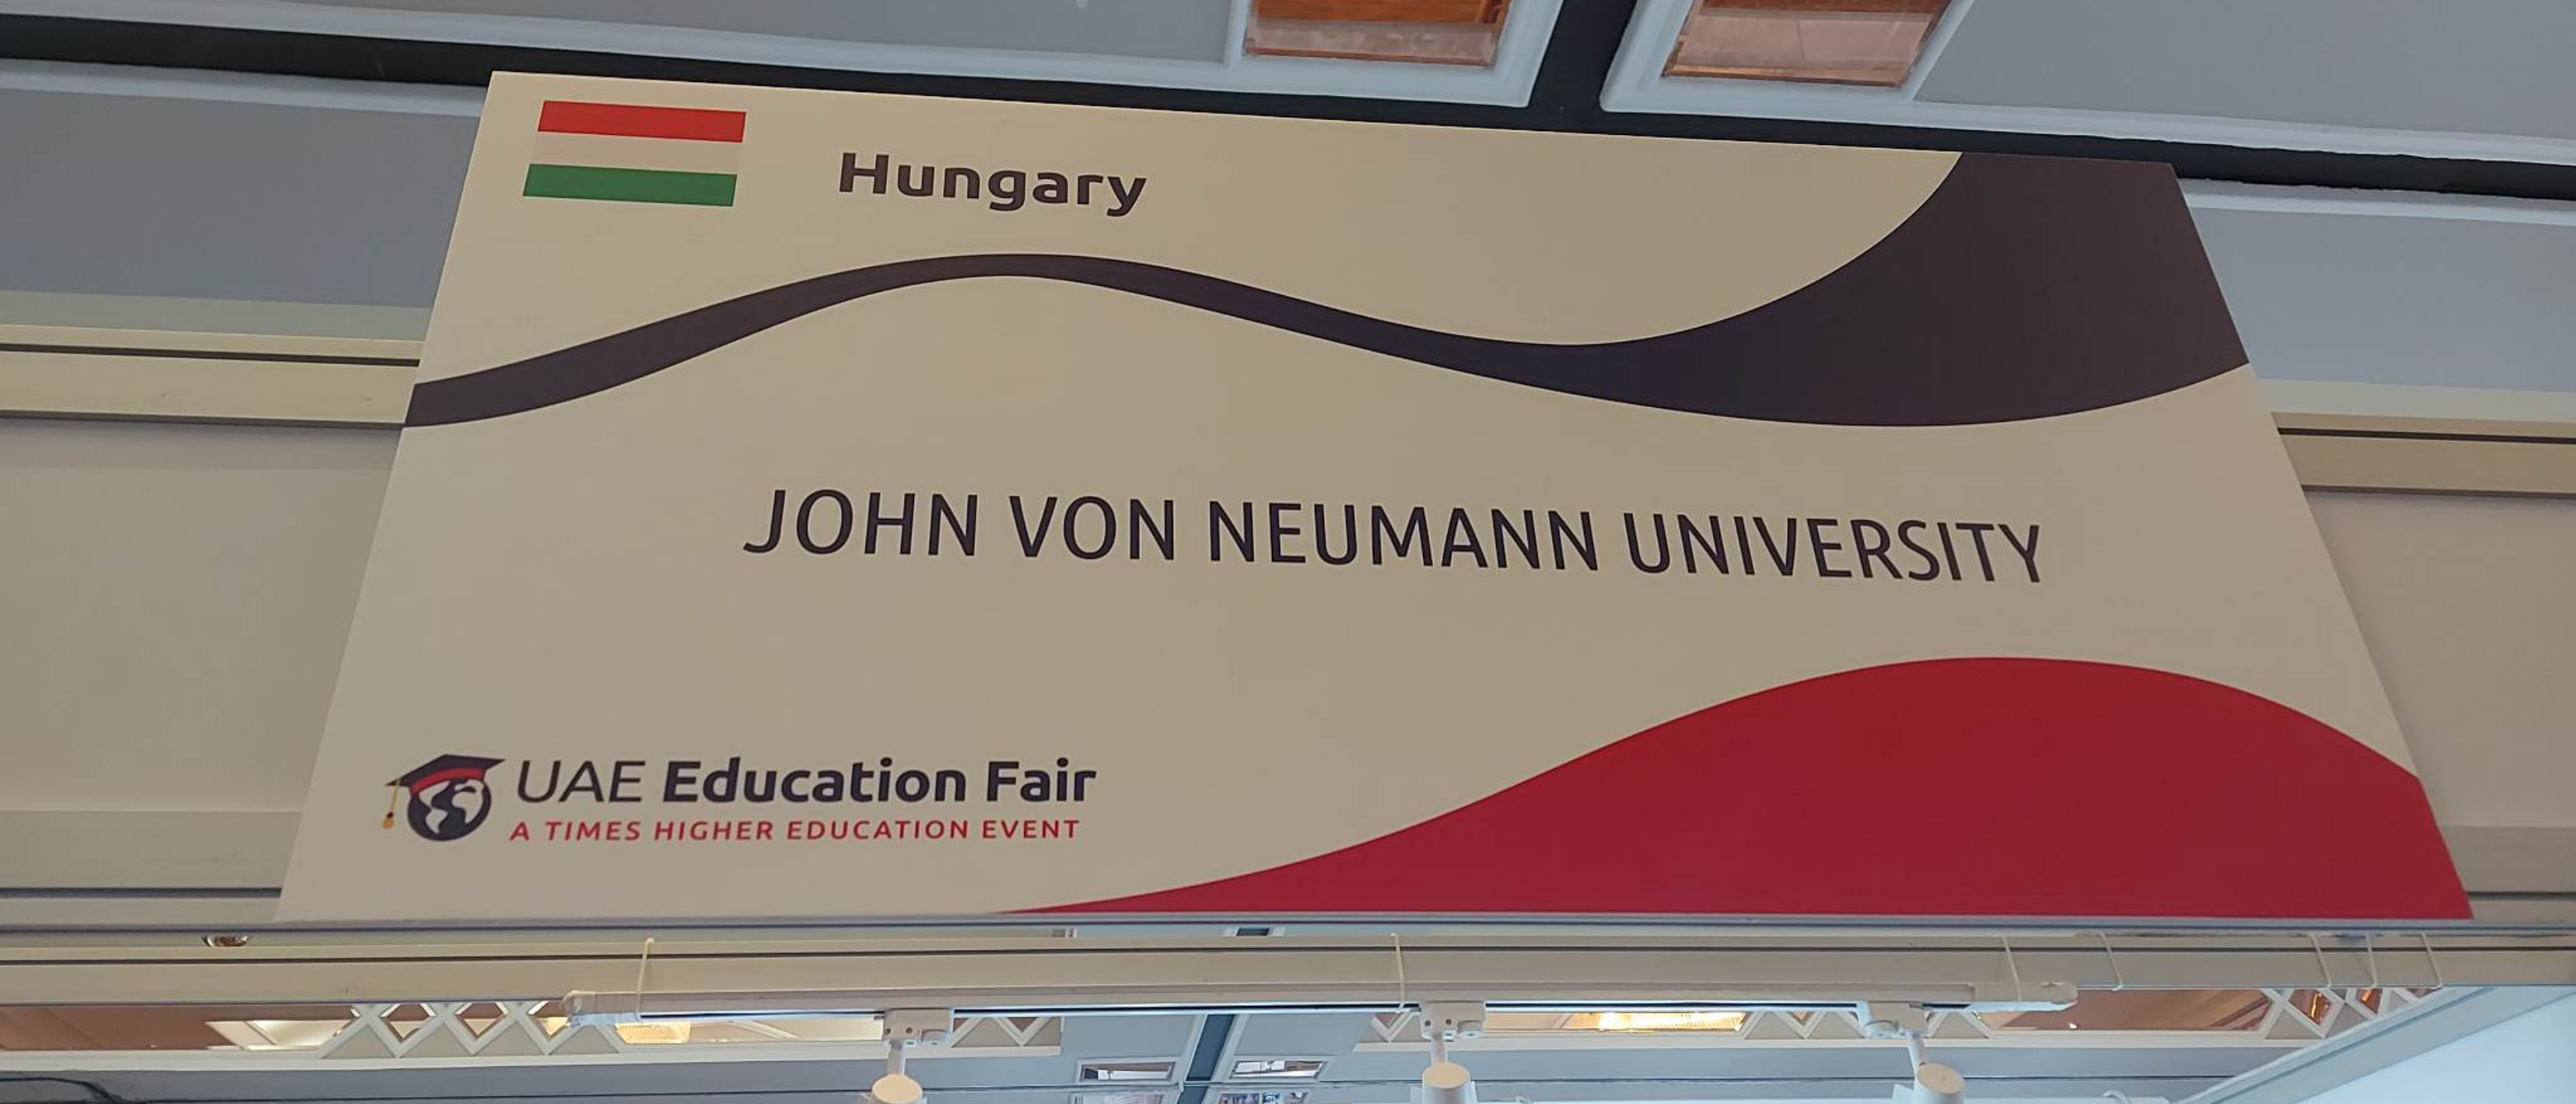 Hungary
JOHN VON NEUMANN UNIVERSITY
UAE Education Fair
A TIMES HIGHER EDUCATION EVENT